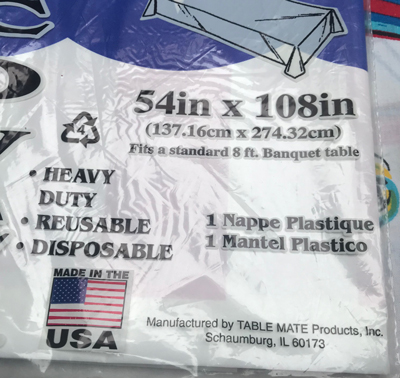 54in x 108in
(137.16cm x 274.32cm)
Fits a standard 8 ft. Banquet table
4
• HEAVY
DUTY
• REUSABLE
• DISPOSABLE
1 Nappe Plastique
1 Mantel Plastico
MADE IN THE
USA
Manufactured by TABLE MATE Products, Inc.
Schaumburg, IL 60173